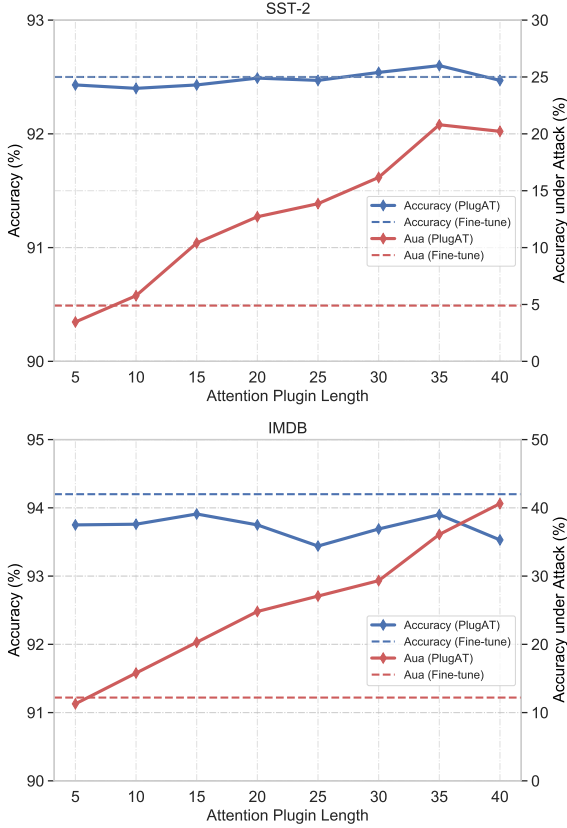 SST-2
93
92
91
90
30
25
20
15
10
5
0
Accuracy (%)
Accuracy under Attack (%)
Accuracy (PlugAT)
Accuracy (Fine-tune)
Aua (PlugAT)
Aua (Fine-tune)
5 10 15 20 25 30 35 40
Attention Plugin Length
IMDB
95
94
93
92
91
90
50
40
30
20
10
0
Accuracy (%)
Accuracy under Attack (%)
Accuracy (PlugAT)
Accuracy (Fine-tune)
Aua (PlugAT)
Aua (Fine-tune)
5 10 15 20 25 30 35 40
Attention Plugin Length